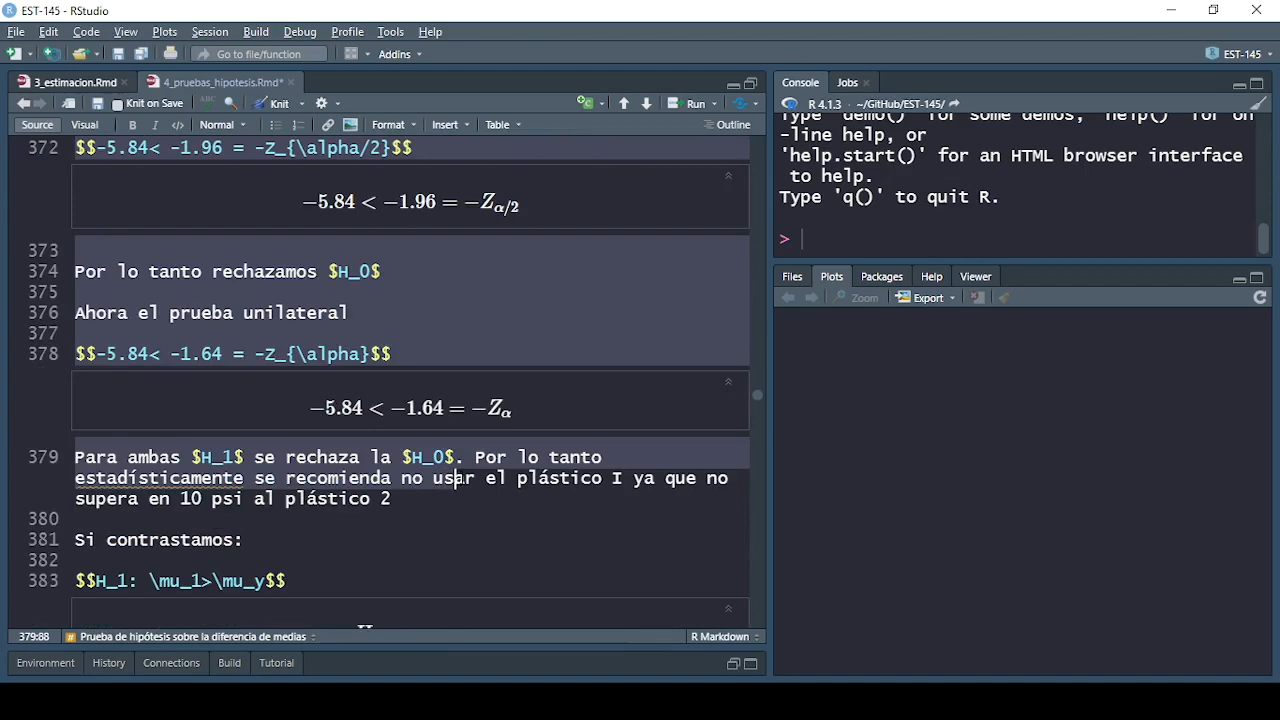 EST-145 - RStudio
File Edit Code View Plots Session Build Debug Profile Tools Help
Go to file/function Addins EST-145
3_estimacion.Rmd 4_pruebas_hipotesis.Rmd*
Knit on Save ABC Knit Run
Source Visual B I </> Normal Format Insert Table Outline
372 $$-5.84< -1.96 = -Z_{\alpha/2}$$
−5.84 < −1.96 = −Zα/2
373
374 Por lo tanto rechazamos $H_0$
375
376 Ahora el prueba unilateral
377
378 $$-5.84< -1.64 = -Z_{\alpha}$$
−5.84 < −1.64 = −Zα
379 Para ambas $H_1$ se rechaza la $H_0$. Por lo tanto
estadísticamente se recomienda no usar el plástico I ya que no
supera en 10 psi al plástico 2
380
381 Si contrastamos:
382
383 $$H_1: \mu_1>\mu_y$$
379:88 # Prueba de hipótesis sobre la diferencia de medias R Markdown
Environment History Connections Build Tutorial
Console Jobs
R 4.1.3 · ~/GitHub/EST-145/
Type 'demo()' for some demos, 'help()' for on
-line help, or
'help.start()' for an HTML browser interface
to help.
Type 'q()' to quit R.
>
Files Plots Packages Help Viewer
Zoom Export